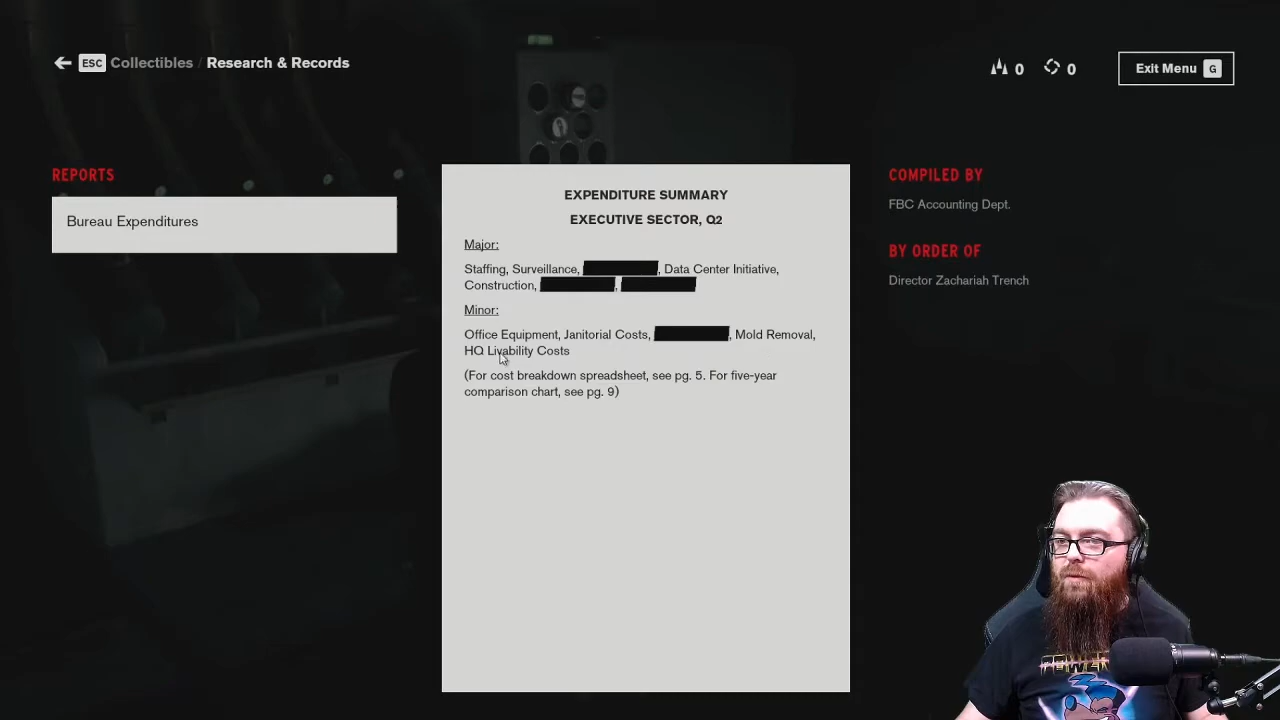 ESC Collectibles / Research & Records
0 0
Exit Menu G
REPORTS
Bureau Expenditures
EXPENDITURE SUMMARY
EXECUTIVE SECTOR, Q2
Major:
Staffing, Surveillance, , Data Center Initiative,
Construction, ,
Minor:
Office Equipment, Janitorial Costs, , Mold Removal,
HQ Livability Costs
(For cost breakdown spreadsheet, see pg. 5. For five-year
comparison chart, see pg. 9)
COMPILED BY
FBC Accounting Dept.
BY ORDER OF
Director Zachariah Trench